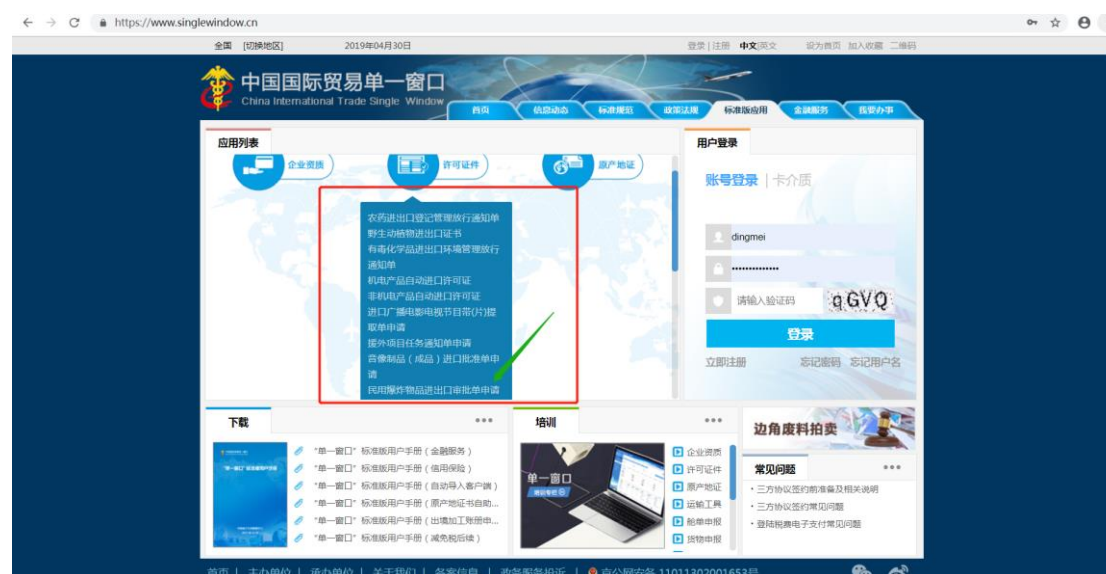 https://www.singlewindow.cn
全国 [切换地区] 2019年04月30日 登录 | 注册 中文|英文 设为首页 加入收藏 二维码
中国国际贸易单一窗口
China International Trade Single Window
首页 信息动态 标准规范 政策法规 标准版应用 金融服务 我要办事
应用列表
企业资质 许可证件 原产地证
农药进出口登记管理放行通知单
野生动植物进出口证书
有毒化学品进出口环境管理放行
通知单
机电产品自动进口许可证
非机电产品自动进口许可证
进口广播电影电视节目带(片)提
取单申请
援外项目任务通知单申请
音像制品(成品)进口批准单申
请
民用爆炸物品进出口审批单申请
用户登录
账号登录 | 卡介质
dingmei
••••••••••••••
请输入验证码 qGVQ
登录
立即注册 忘记密码 忘记用户名
下载
“单一窗口”标准版用户手册(金融服务)
“单一窗口”标准版用户手册(信用保险)
“单一窗口”标准版用户手册(自动导入客户端)
“单一窗口”标准版用户手册(原产地证书自助...
“单一窗口”标准版用户手册(出境加工账册申...
“单一窗口”标准版用户手册(减免税后续)
培训
单一窗口
企业资质
许可证件
原产地证
运输工具
舱单申报
货物申报
边角废料拍卖
常见问题
·三方协议签约前准备及相关说明
·三方协议签约常见问题
·登陆税费电子支付常见问题
首页 | 主办单位 | 承办单位 | 关于我们 | 备案信息 | 政务服务投诉 | 京公网安备 11011302001653号